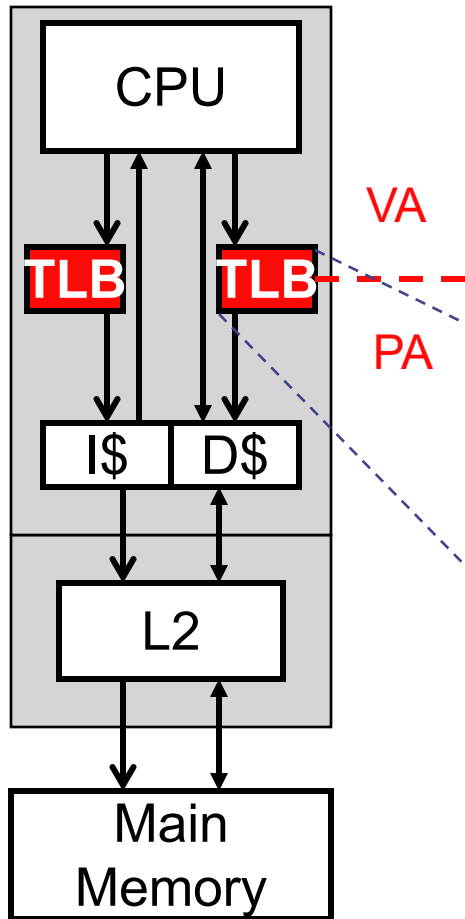 CPU
VA
TLB TLB
PA
I$ D$
L2
Main
Memory